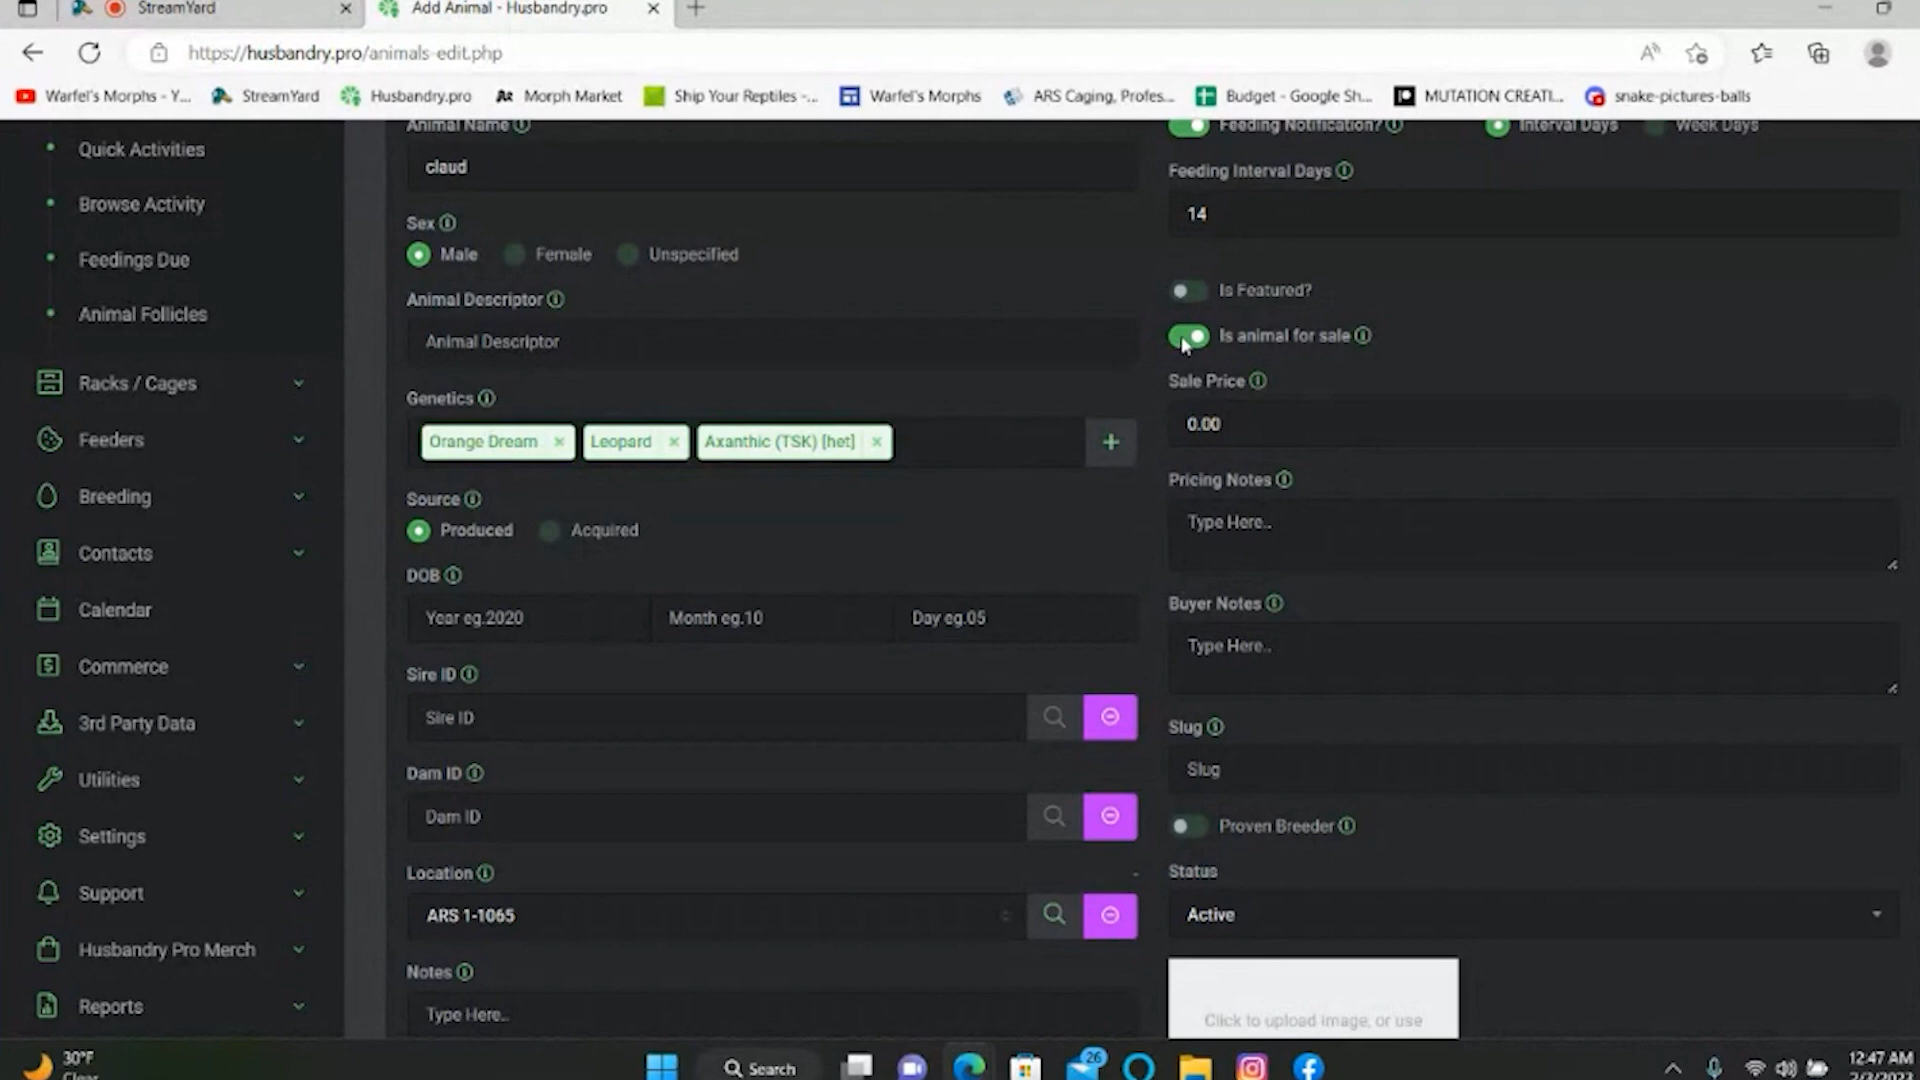 StreamYard
Add Animal - Husbandry.pro
https://husbandry.pro/animals-edit.php
Warfel's Morphs - Y...
StreamYard
Husbandry.pro
Morph Market
Ship Your Reptiles -...
Warfel's Morphs
ARS Caging, Profes...
Budget - Google Sh...
MUTATION CREATI...
snake-pictures-balls
Quick Activities
Browse Activity
Feedings Due
Animal Follicles
Racks / Cages
Feeders
Breeding
Contacts
Calendar
Commerce
3rd Party Data
Utilities
Settings
Support
Husbandry Pro Merch
Reports
Animal Name
claud
Sex
Male Female Unspecified
Animal Descriptor
Animal Descriptor
Genetics
Orange Dream × Leopard × Axanthic (TSK) [het] ×
Source
Produced Acquired
DOB
Year eg.2020 Month eg.10 Day eg.05
Sire ID
Sire ID
Dam ID
Dam ID
Location
ARS 1-1065
Notes
Type Here..
Feeding Notification? Interval Days Week Days
Feeding Interval Days
14
Is Featured?
Is animal for sale
Sale Price
0.00
Pricing Notes
Type Here..
Buyer Notes
Type Here..
Slug
Slug
Proven Breeder
Status
Active
Click to upload image, or use
30°F
Clear
Search
26
12:47 AM
2/3/2023